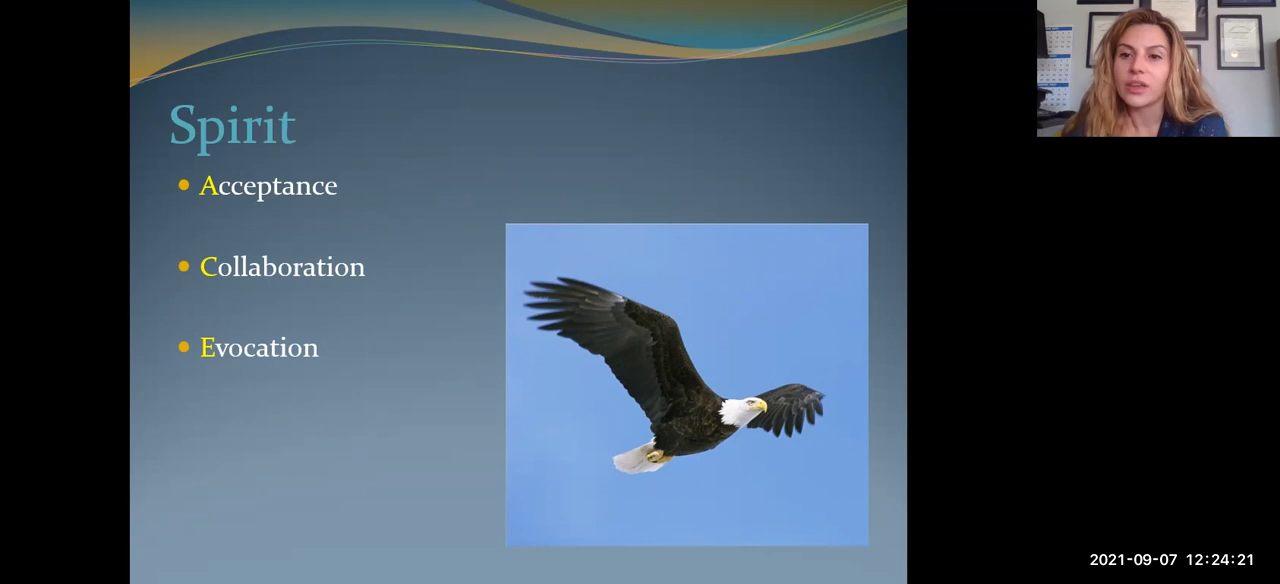 Spirit
Acceptance
Collaboration
Evocation
2021-09-07 12:24:21